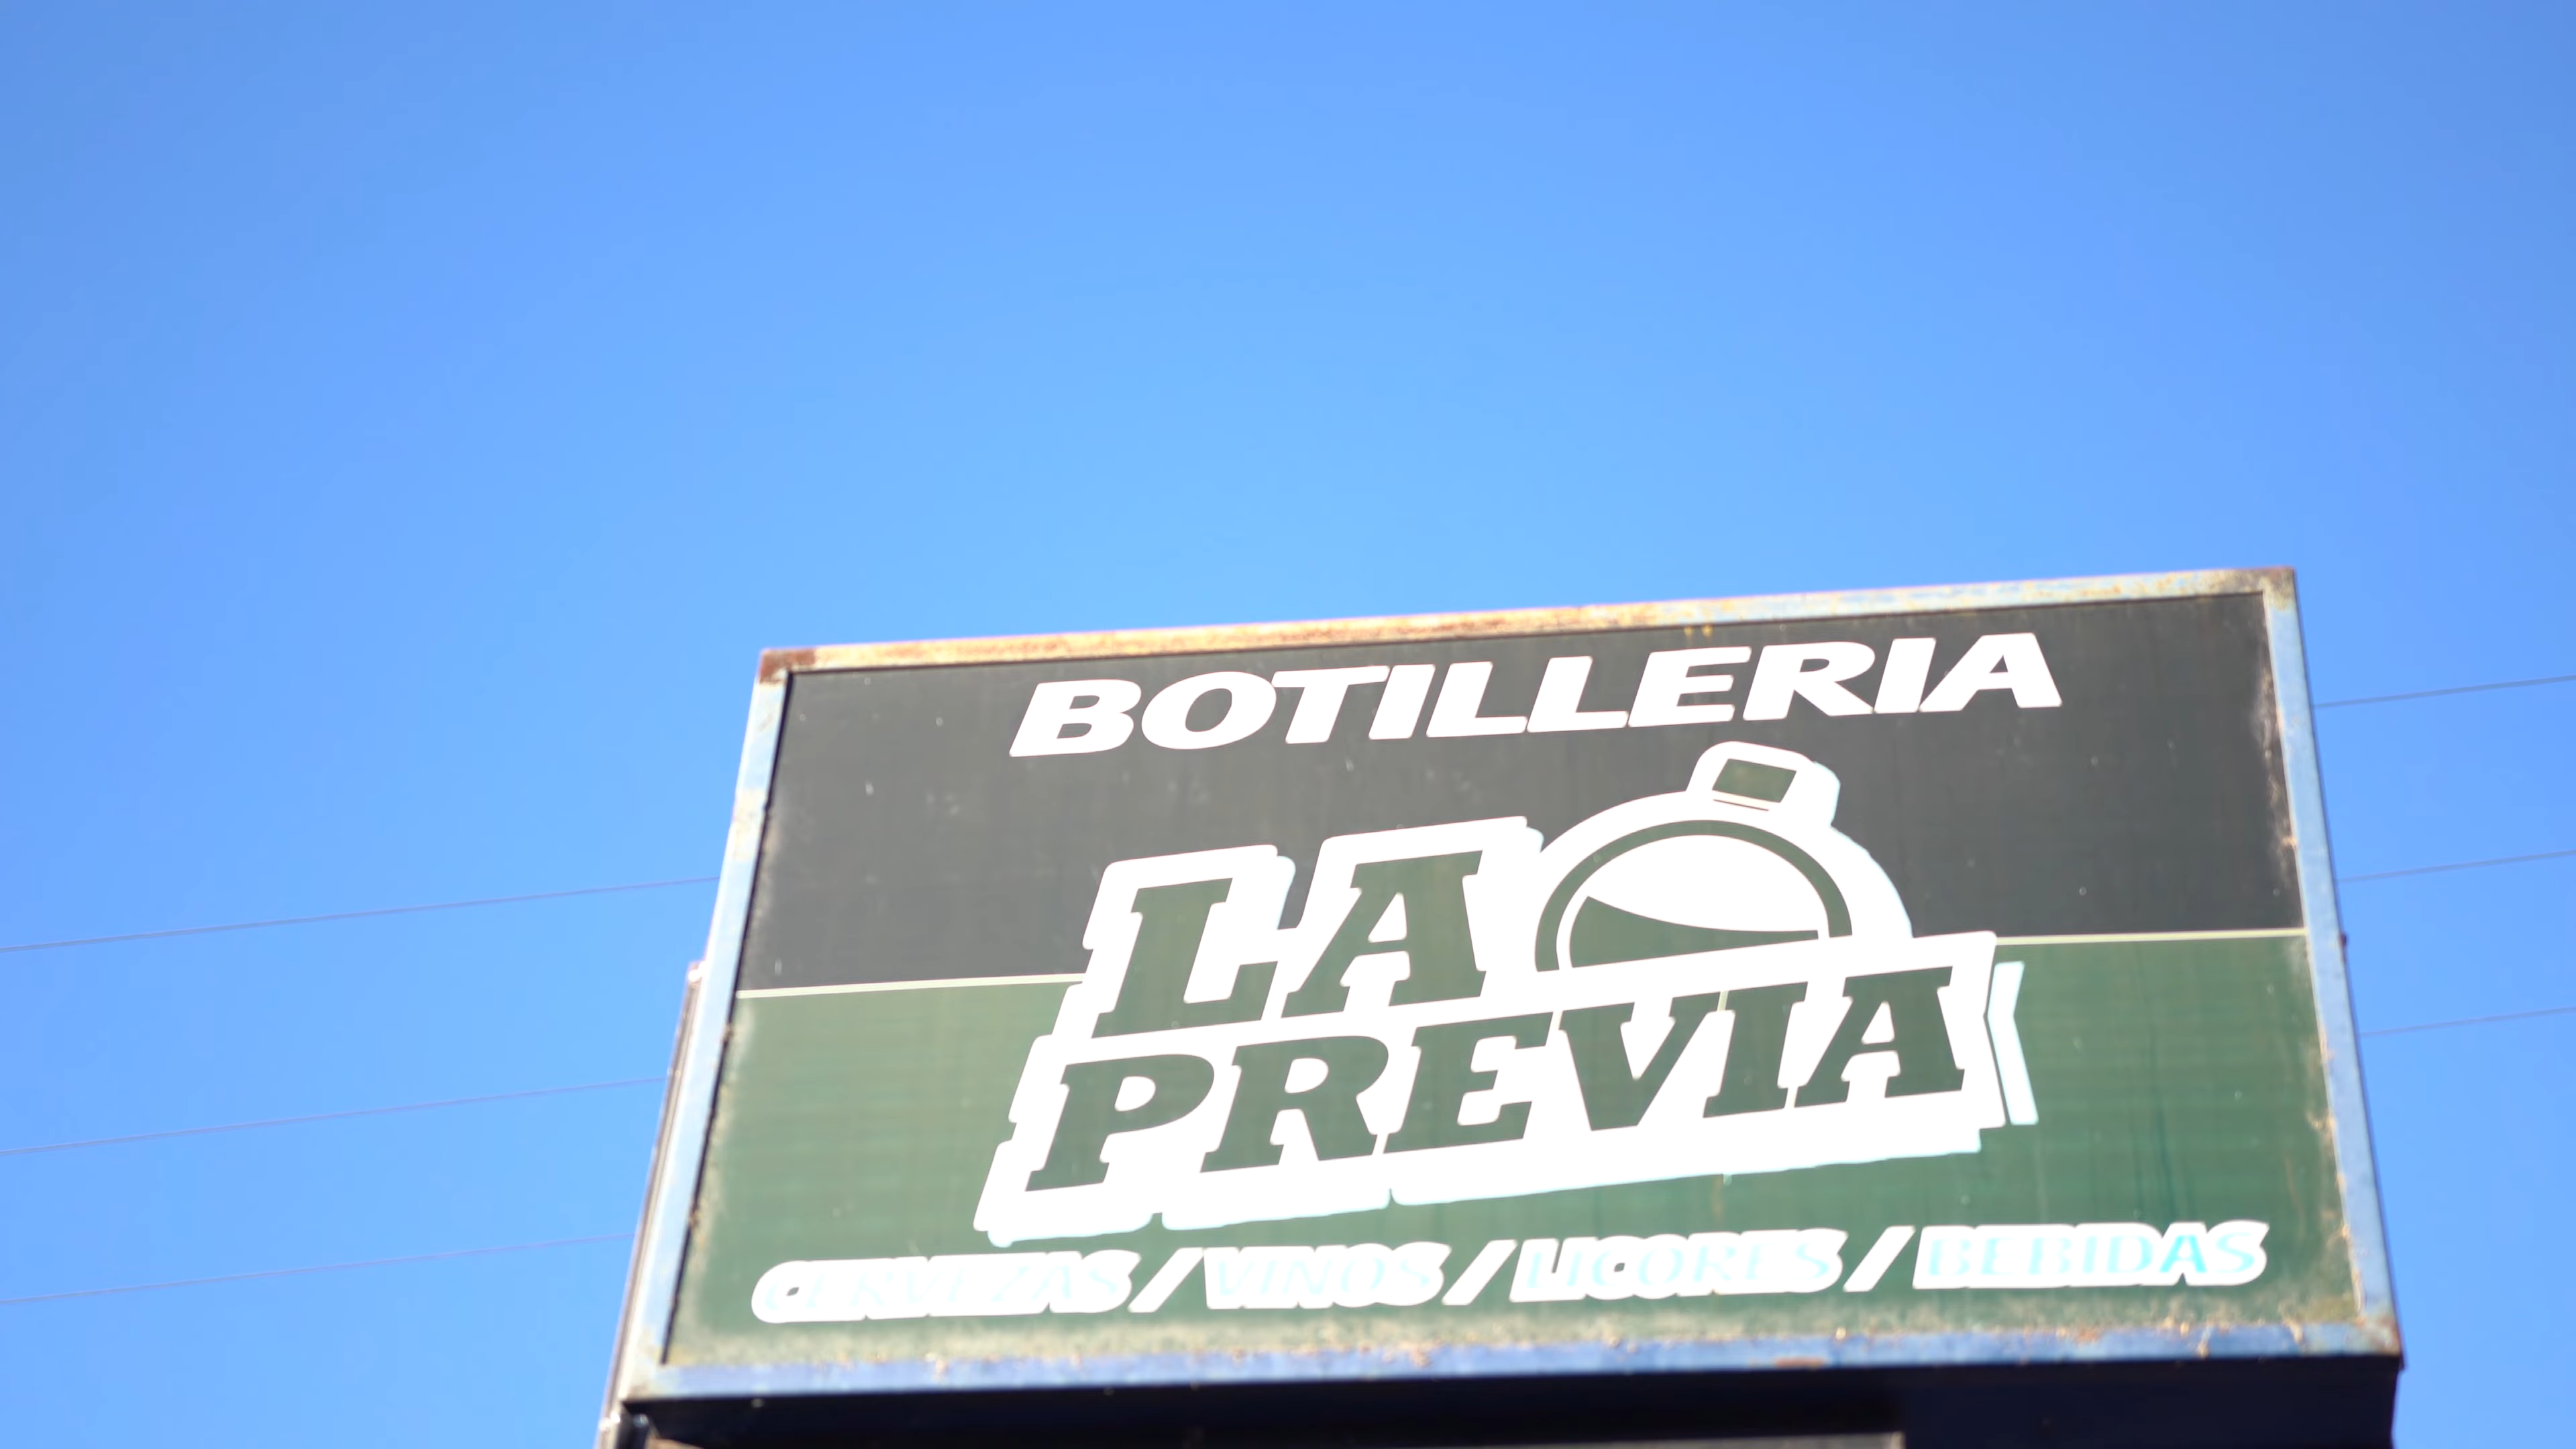 BOTILLERIA
LA
PREVIA
CERVEZAS / VINOS / LICORES / BEBIDAS